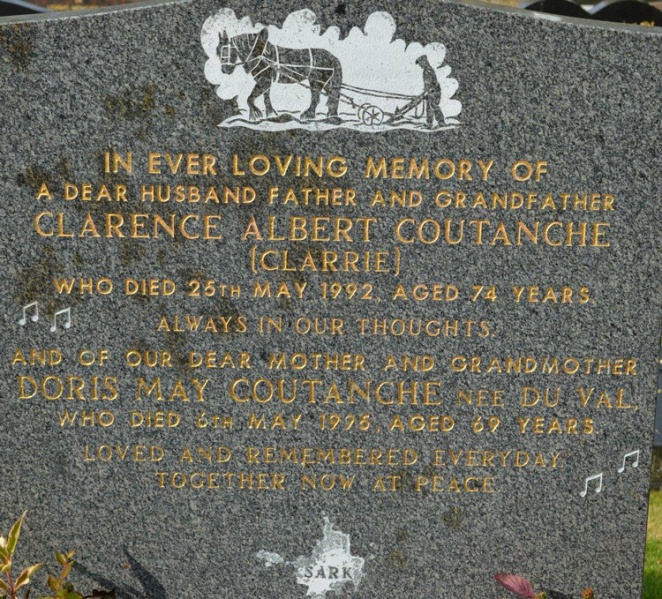 IN EVER LOVING MEMORY OF
A DEAR HUSBAND FATHER AND GRANDFATHER
CLARENCE ALBERT COUTANCHE
(CLARRIE)
WHO DIED 25TH MAY 1992, AGED 74 YEARS.
ALWAYS IN OUR THOUGHTS.
AND OF OUR DEAR MOTHER AND GRANDMOTHER
DORIS MAY COUTANCHE NEE DU VAL,
WHO DIED 6TH MAY 1995, AGED 69 YEARS.
LOVED AND REMEMBERED EVERYDAY
TOGETHER NOW AT PEACE
SARK